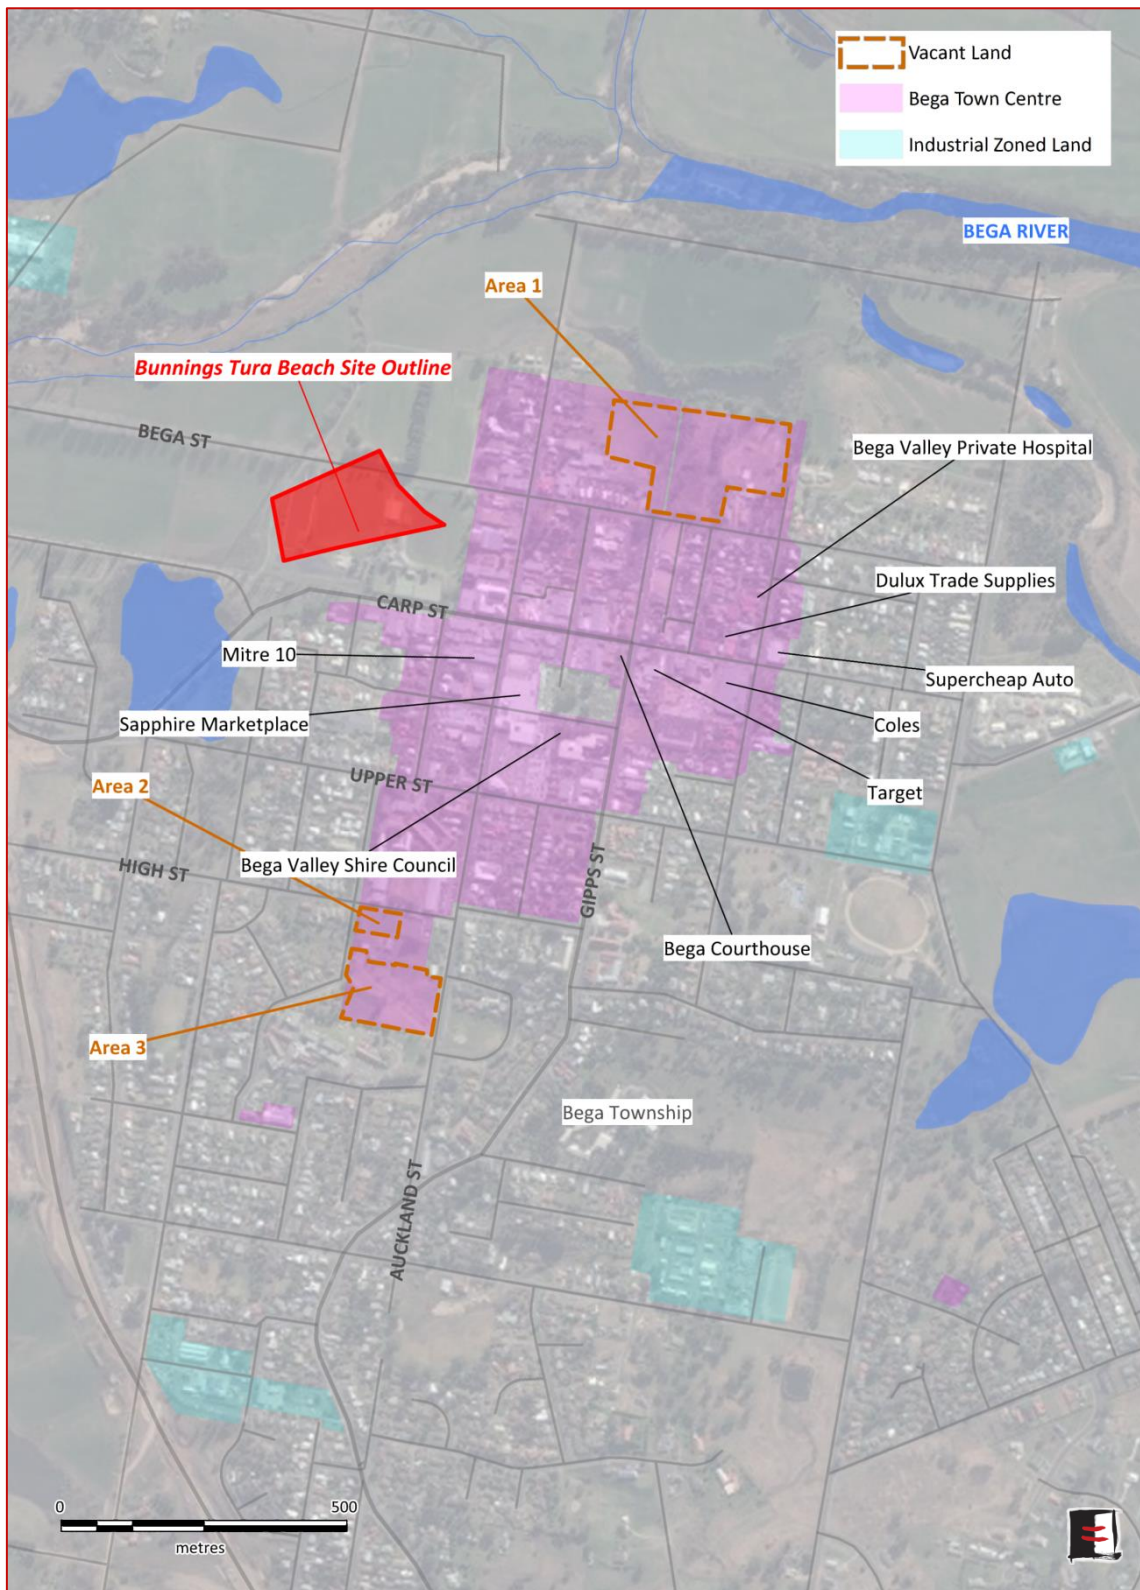 Vacant Land
Bega Town Centre
Industrial Zoned Land
BEGA RIVER
Area 1
Bunnings Tura Beach Site Outline
BEGA ST
Bega Valley Private Hospital
Dulux Trade Supplies
CARP ST
Mitre 10
Supercheap Auto
Sapphire Marketplace
Coles
UPPER ST
Area 2
Target
Bega Valley Shire Council
HIGH ST
GIPPS ST
Bega Courthouse
Area 3
Bega Township
AUCKLAND ST
0 500
metres